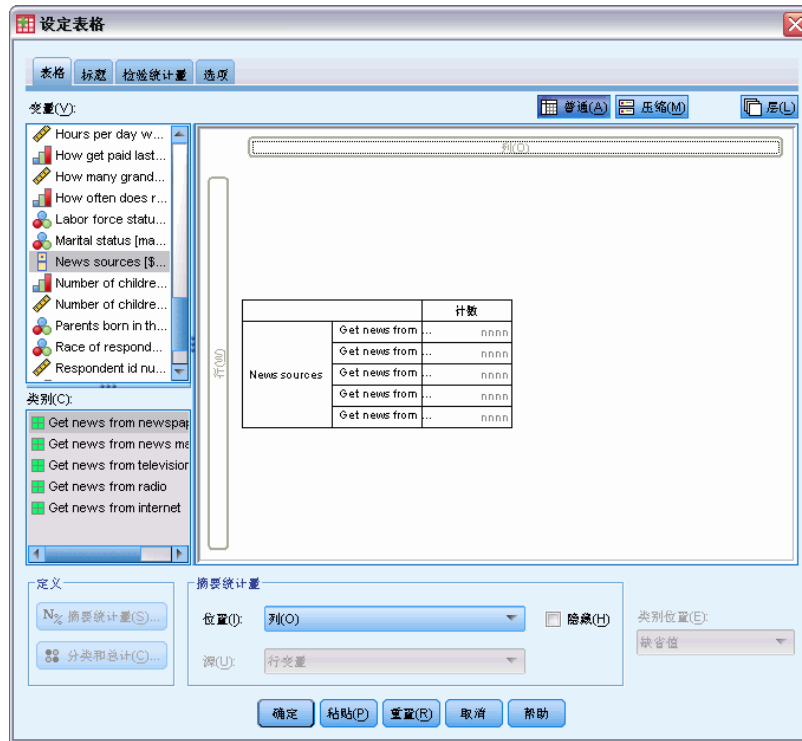 设定表格
表格 标题 检验统计量 选项
变量(V):
普通(A) 压缩(M) 层(L)
Hours per day w...
How get paid last...
How many grand...
How often does r...
Labor force statu...
Marital status [ma...
News sources [$...
Number of childre...
Number of childre...
Parents born in th...
Race of respond...
Respondent id nu...
列(O)
行(W)
计数
News sources
Get news from ... nnnn
Get news from ... nnnn
Get news from ... nnnn
Get news from ... nnnn
Get news from ... nnnn
类别(C):
Get news from newspap
Get news from news ma
Get news from television
Get news from radio
Get news from internet
定义
N% 摘要统计量(S)...
分类和总计(C)...
摘要统计量
位置(I): 列(O) 隐藏(H)
源(U): 行变量
类别位置(E):
缺省值
确定 粘贴(P) 重置(R) 取消 帮助